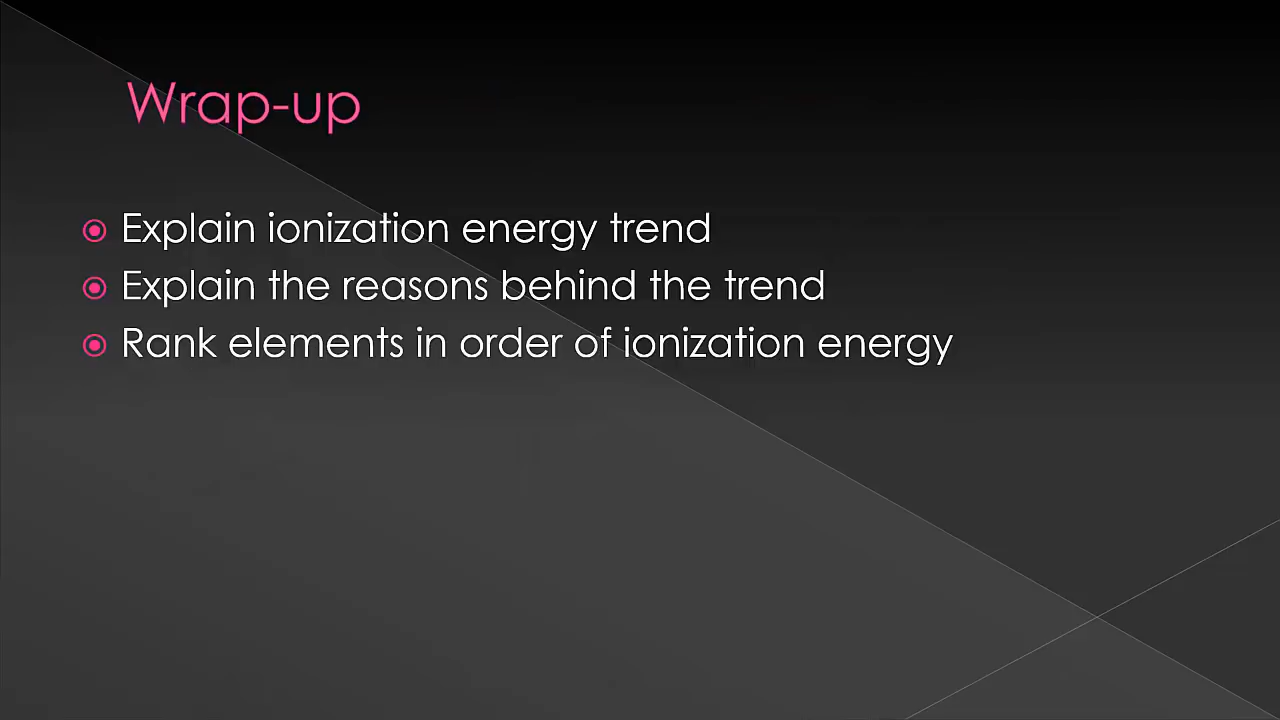 Wrap-up
Explain ionization energy trend
Explain the reasons behind the trend
Rank elements in order of ionization energy